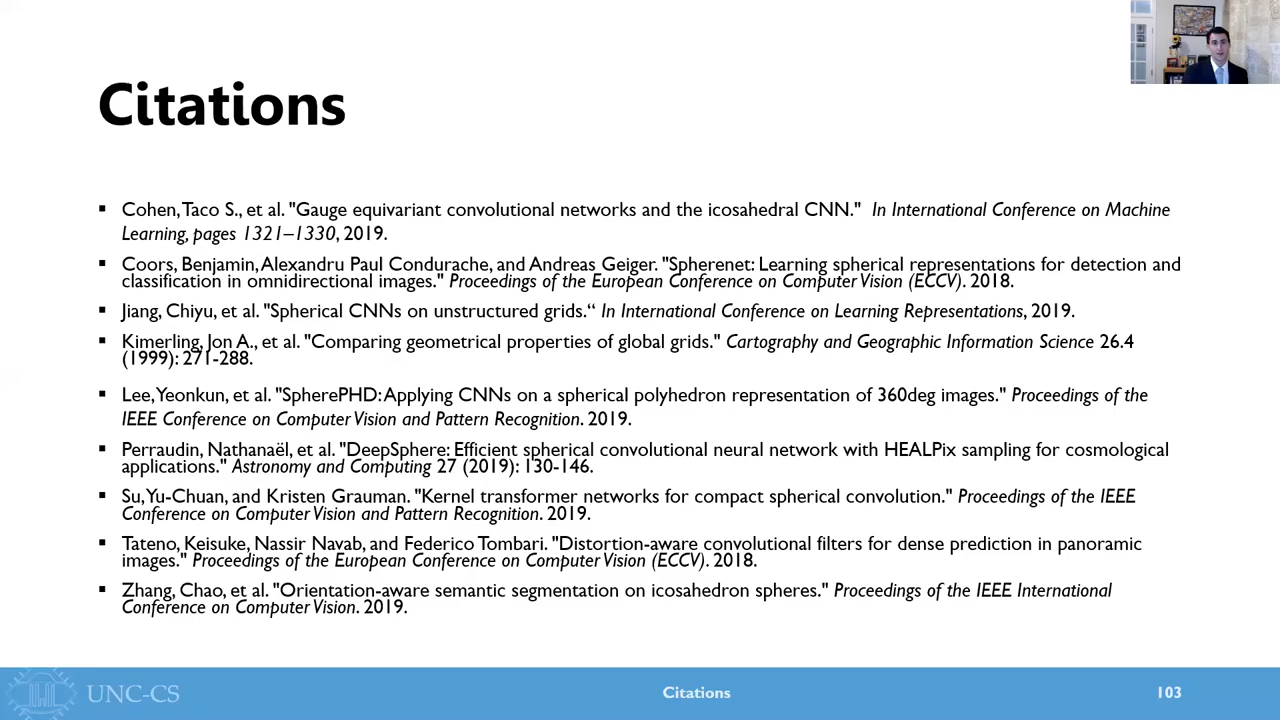 Citations
▪ Cohen, Taco S., et al. "Gauge equivariant convolutional networks and the icosahedral CNN." In International Conference on Machine
Learning, pages 1321–1330, 2019.
▪ Coors, Benjamin, Alexandru Paul Condurache, and Andreas Geiger. "Spherenet: Learning spherical representations for detection and
classification in omnidirectional images." Proceedings of the European Conference on Computer Vision (ECCV). 2018.
▪ Jiang, Chiyu, et al. "Spherical CNNs on unstructured grids.“ In International Conference on Learning Representations, 2019.
▪ Kimerling, Jon A., et al. "Comparing geometrical properties of global grids." Cartography and Geographic Information Science 26.4
(1999): 271-288.
▪ Lee, Yeonkun, et al. "SpherePHD: Applying CNNs on a spherical polyhedron representation of 360deg images." Proceedings of the
IEEE Conference on Computer Vision and Pattern Recognition. 2019.
▪ Perraudin, Nathanaël, et al. "DeepSphere: Efficient spherical convolutional neural network with HEALPix sampling for cosmological
applications." Astronomy and Computing 27 (2019): 130-146.
▪ Su, Yu-Chuan, and Kristen Grauman. "Kernel transformer networks for compact spherical convolution." Proceedings of the IEEE
Conference on Computer Vision and Pattern Recognition. 2019.
▪ Tateno, Keisuke, Nassir Navab, and Federico Tombari. "Distortion-aware convolutional filters for dense prediction in panoramic
images." Proceedings of the European Conference on Computer Vision (ECCV). 2018.
▪ Zhang, Chao, et al. "Orientation-aware semantic segmentation on icosahedron spheres." Proceedings of the IEEE International
Conference on Computer Vision. 2019.
UNC-CS
Citations
103